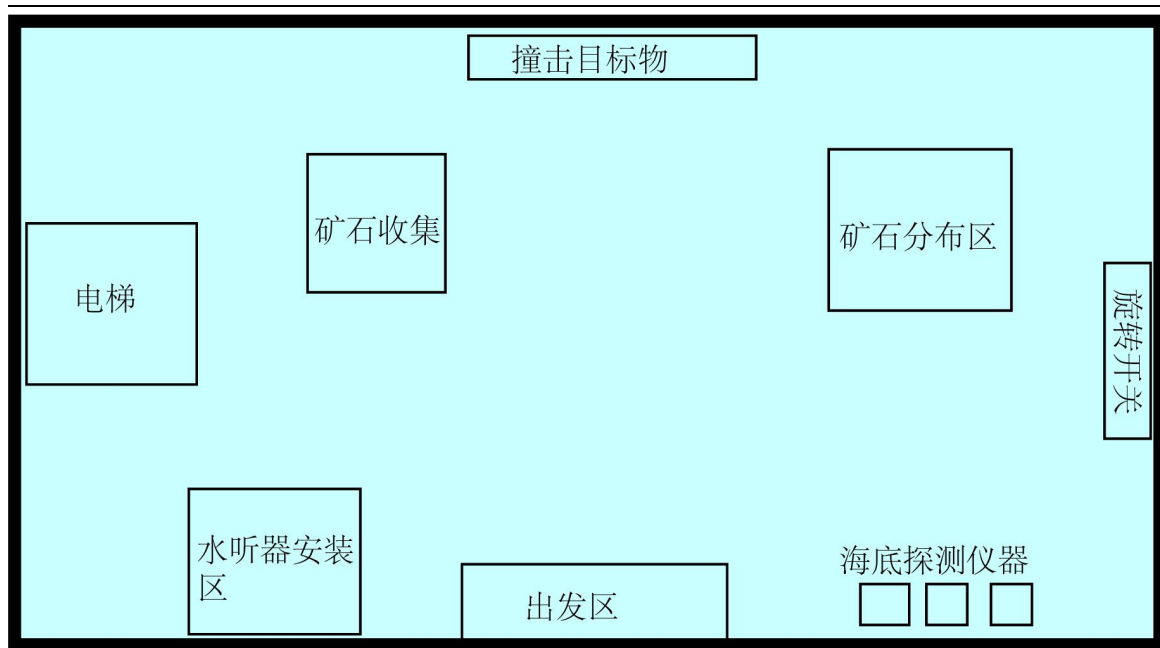 撞击目标物
矿石收集
矿石分布区
电梯
旋转开关
水听器安装
区
海底探测仪器
出发区